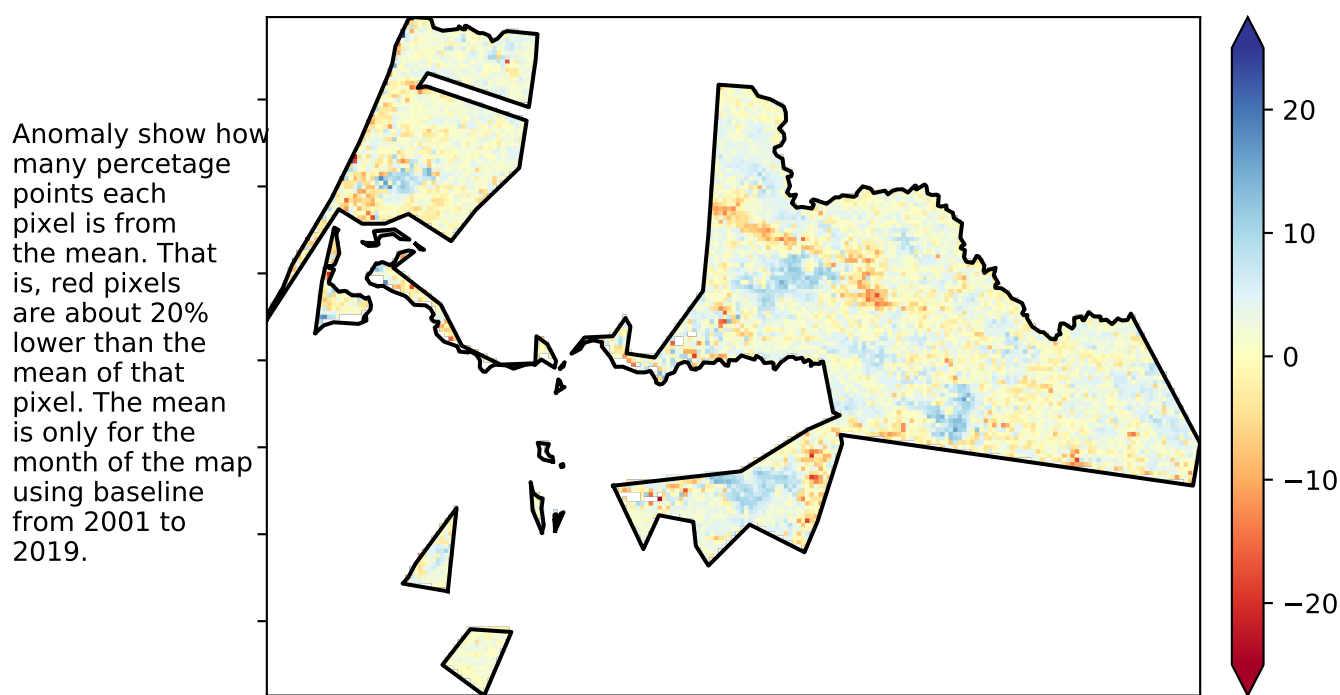 Anomaly show how
many percetage
points each
pixel is from
the mean. That
is, red pixels
are about 20%
lower than the
mean of that
pixel. The mean
is only for the
month of the map
using baseline
from 2001 to
2019.
20
10
0
−10
−20